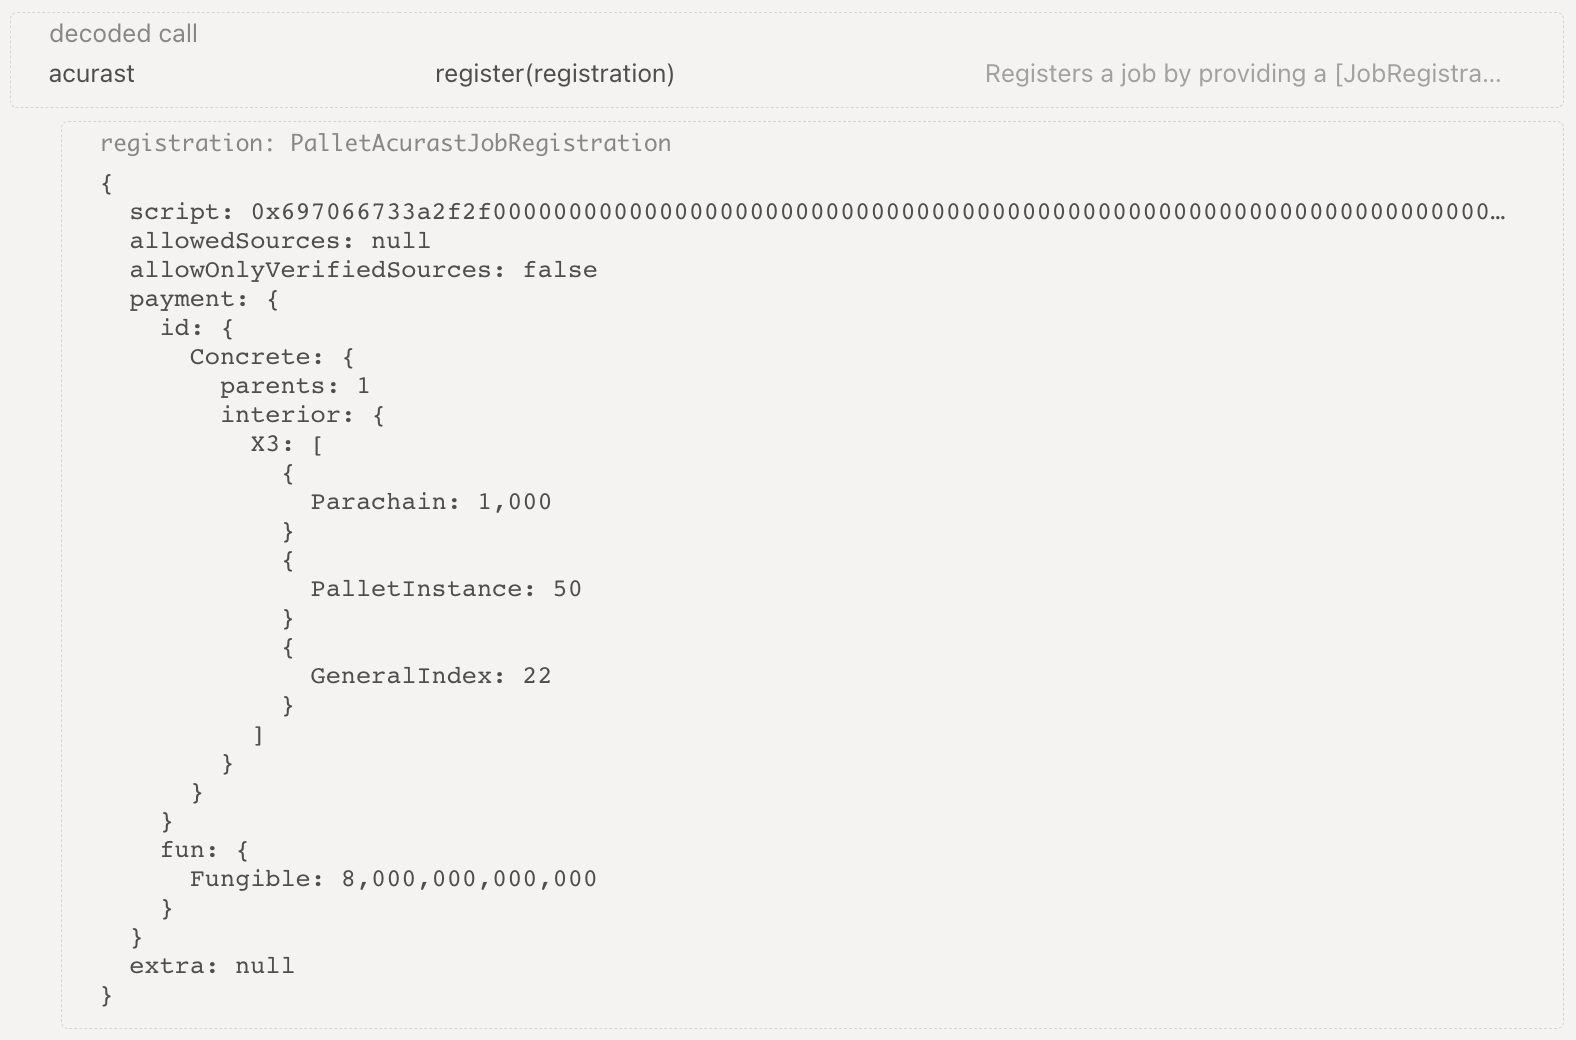 decoded call
acurast register(registration) Registers a job by providing a [JobRegistra...
registration: PalletAcurastJobRegistration
{
script: 0x697066733a2f2f000000000000000000000000000000000000000000000000000000000000000000…
allowedSources: null
allowOnlyVerifiedSources: false
payment: {
id: {
Concrete: {
parents: 1
interior: {
X3: [
{
Parachain: 1,000
}
{
PalletInstance: 50
}
{
GeneralIndex: 22
}
]
}
}
}
fun: {
Fungible: 8,000,000,000,000
}
}
extra: null
}